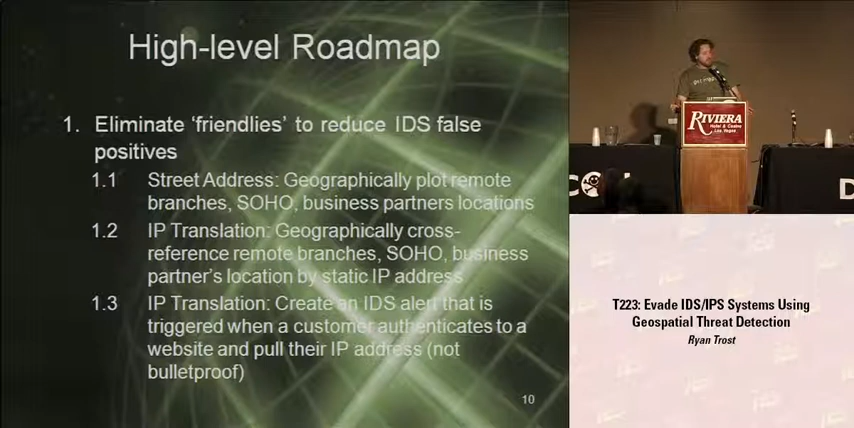 High-level Roadmap
1. Eliminate 'friendlies' to reduce IDS false
positives
1.1 Street Address: Geographically plot remote
branches, SOHO, business partners locations
1.2 IP Translation: Geographically cross-
reference remote branches, SOHO, business
partner's location by static IP address
1.3 IP Translation: Create an IDS alert that is
triggered when a customer authenticates to a
website and pull their IP address (not
bulletproof)
10
RIVIERA
Hotel & Casino
Las Vegas
D
T223: Evade IDS/IPS Systems Using
Geospatial Threat Detection
Ryan Trost